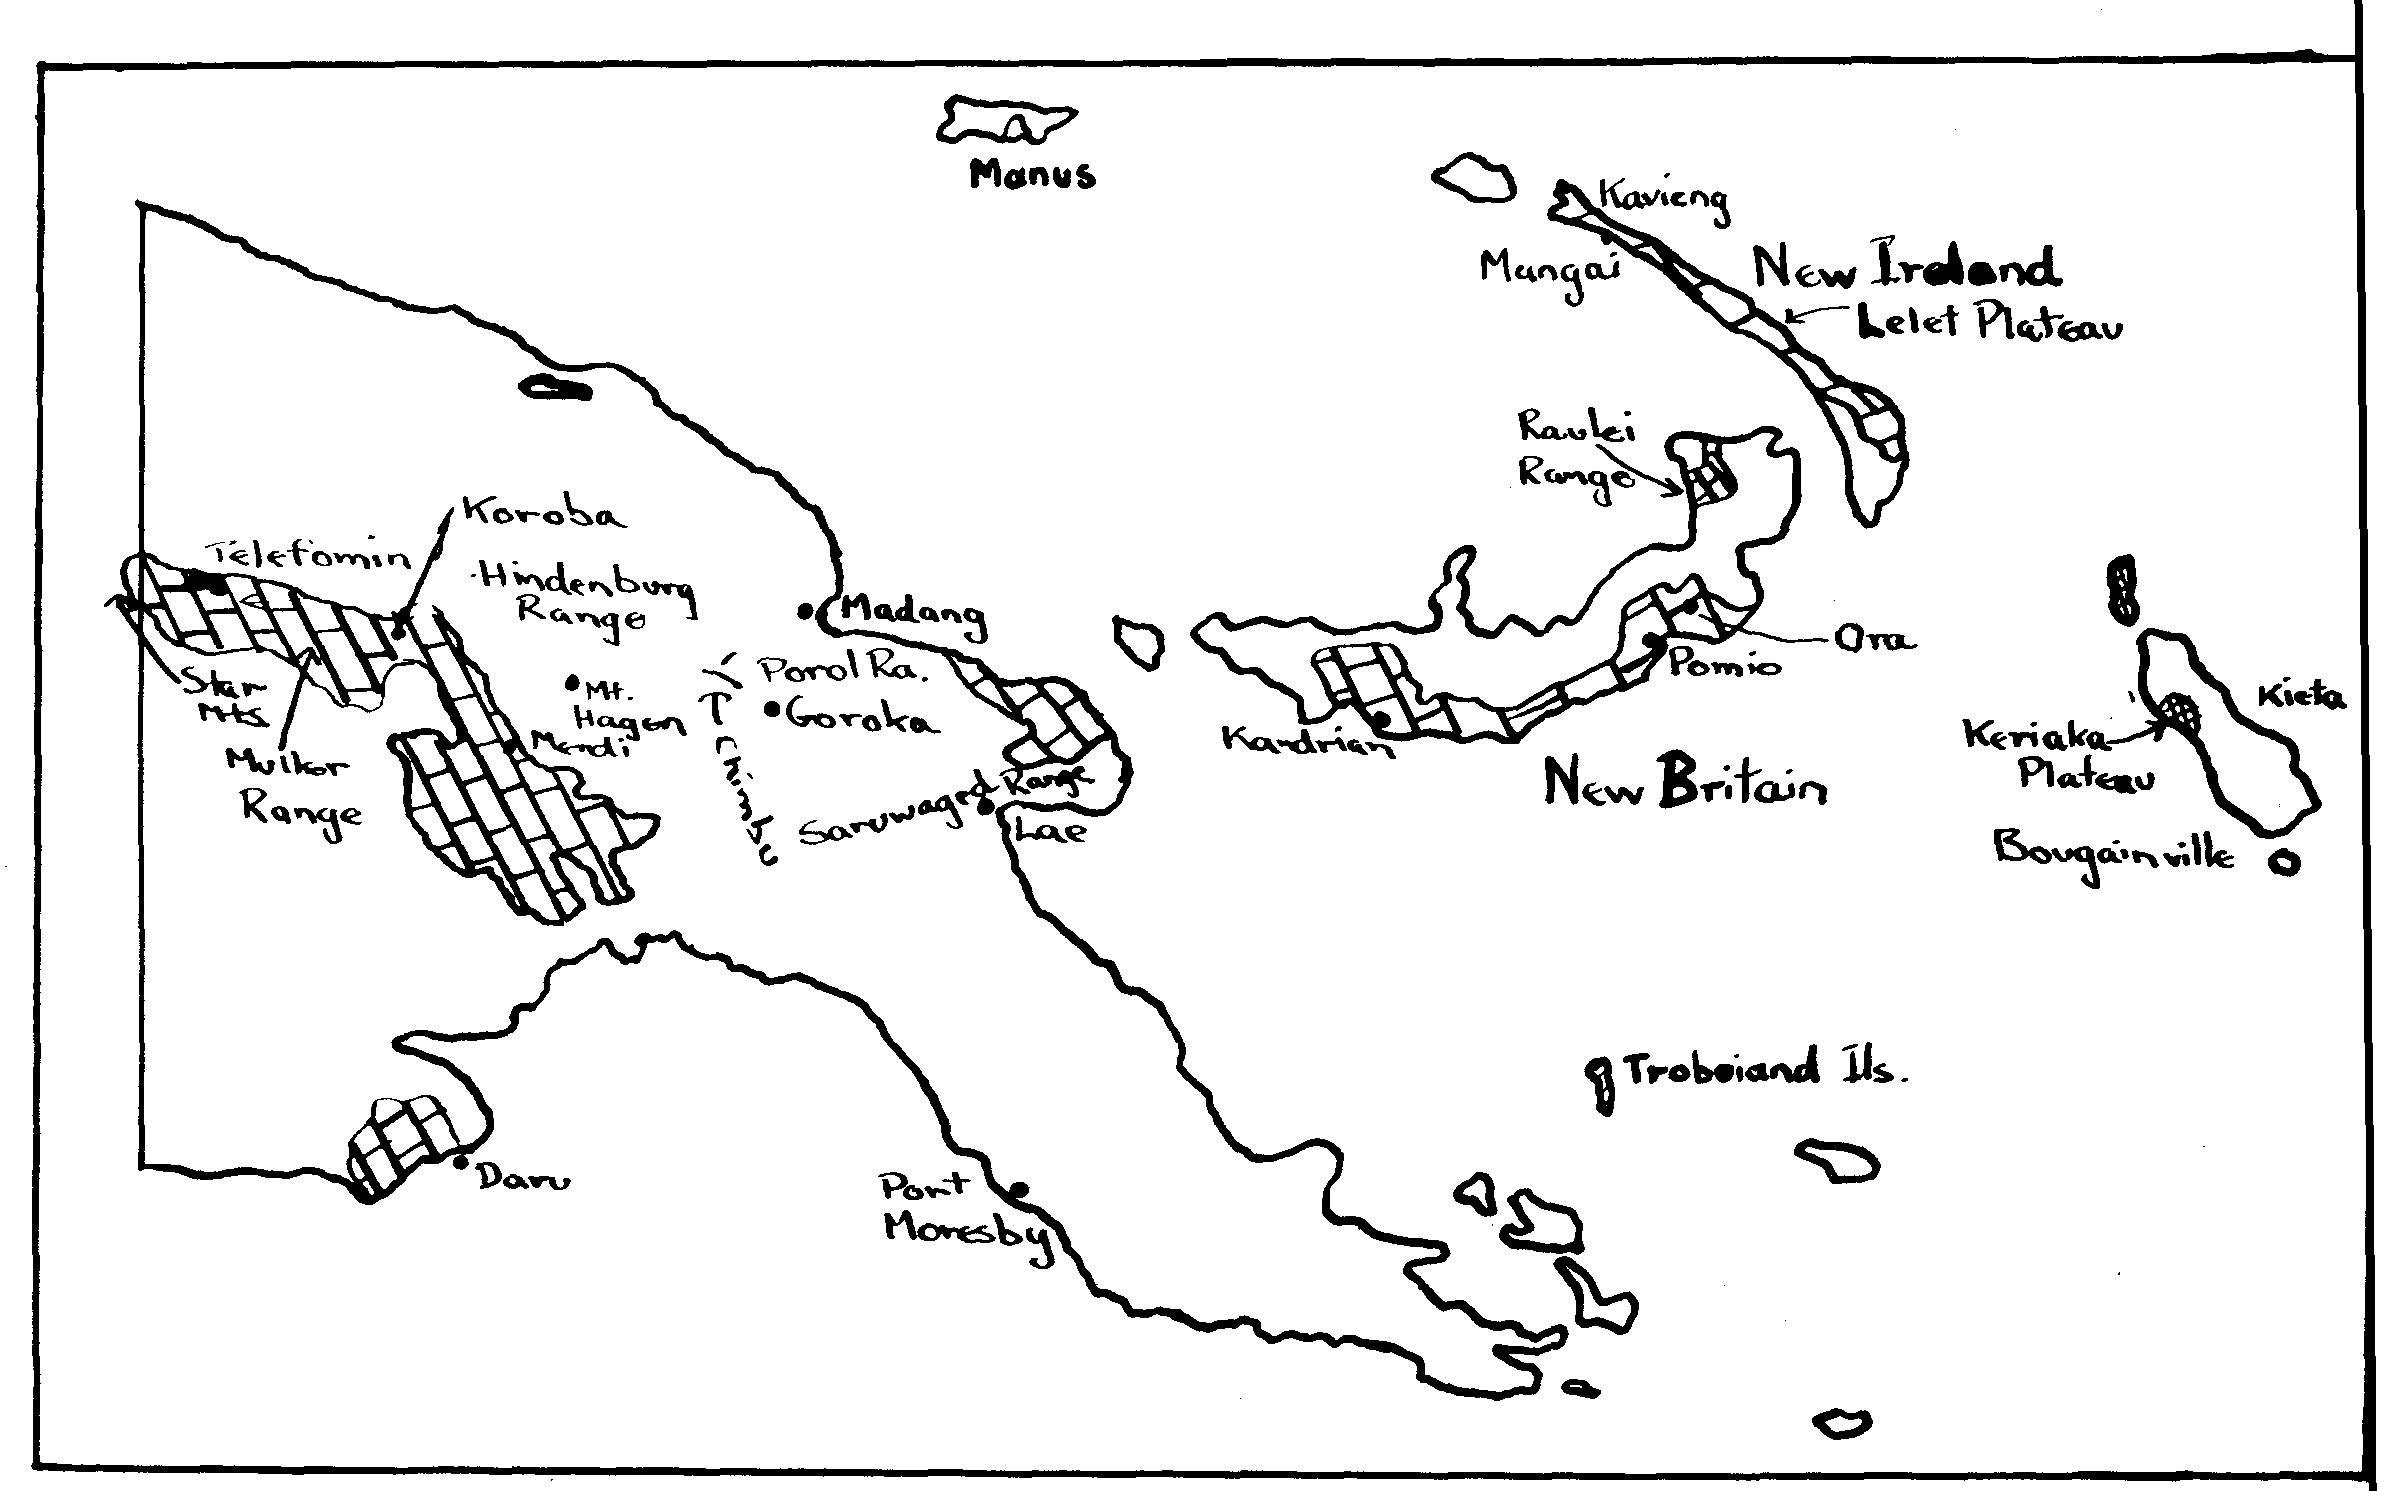 Manus
Kavieng
Mangai
New Ireland
Lelet Plateau
Raulei
Range
Koroba
Telefomin
Hindenburg
Range
Madang
Ora
Pomio
Star
Mts
Mt.
Hagen
Porol Ra.
Goroka
Chimbu
Mendi
Mulker
Range
Kandrian
New Britain
Saruwaged Range
Lae
Kieta
Keriaka
Plateau
Bougainville
Trobriand Ils.
Daru
Port
Moresby